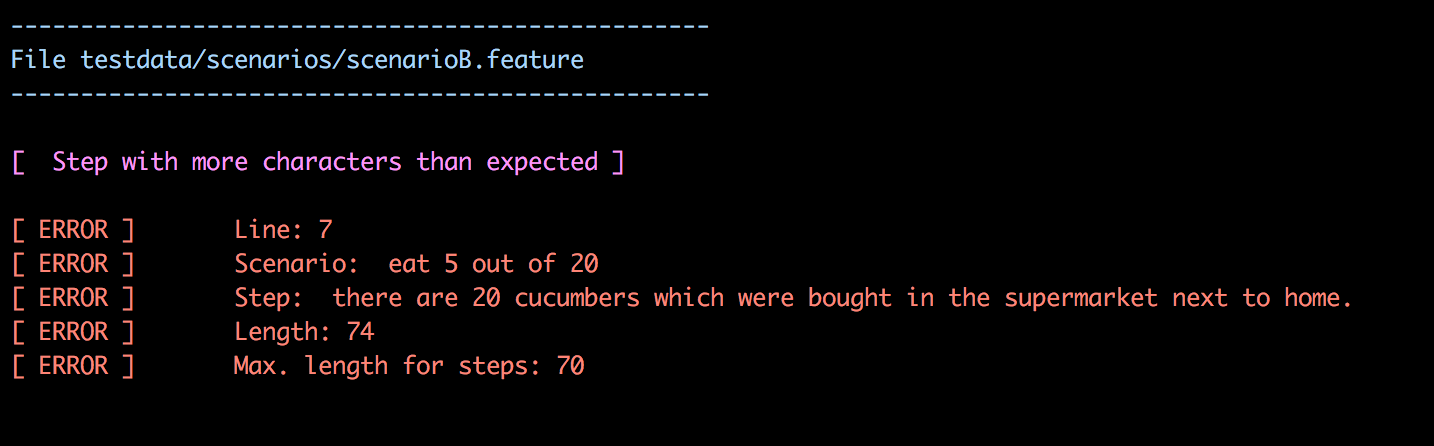 --------------------------------------------------
File testdata/scenarios/scenarioB.feature
--------------------------------------------------
[  Step with more characters than expected ]
[ ERROR ]       Line: 7
[ ERROR ]       Scenario:  eat 5 out of 20
[ ERROR ]       Step:  there are 20 cucumbers which were bought in the supermarket next to home.
[ ERROR ]       Length: 74
[ ERROR ]       Max. length for steps: 70